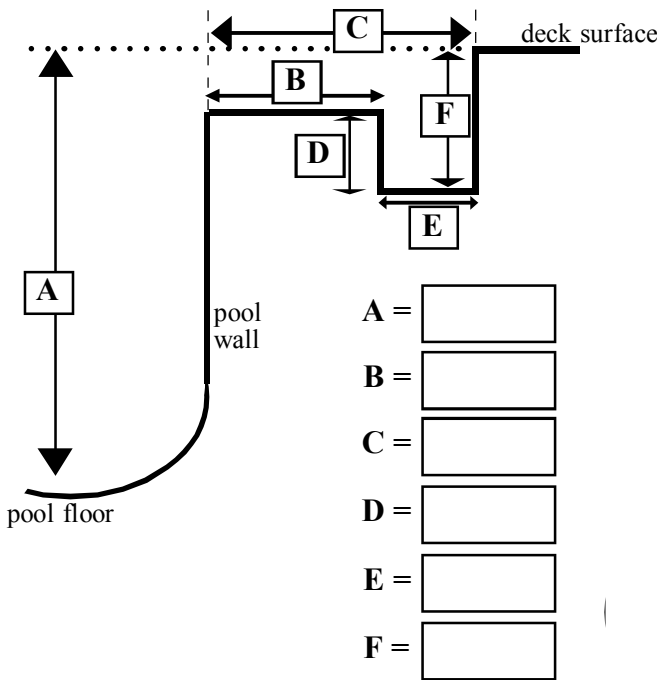 C
deck surface
B
F
D
E
A
pool
wall
A =
B =
C =
D =
E =
F =
pool floor